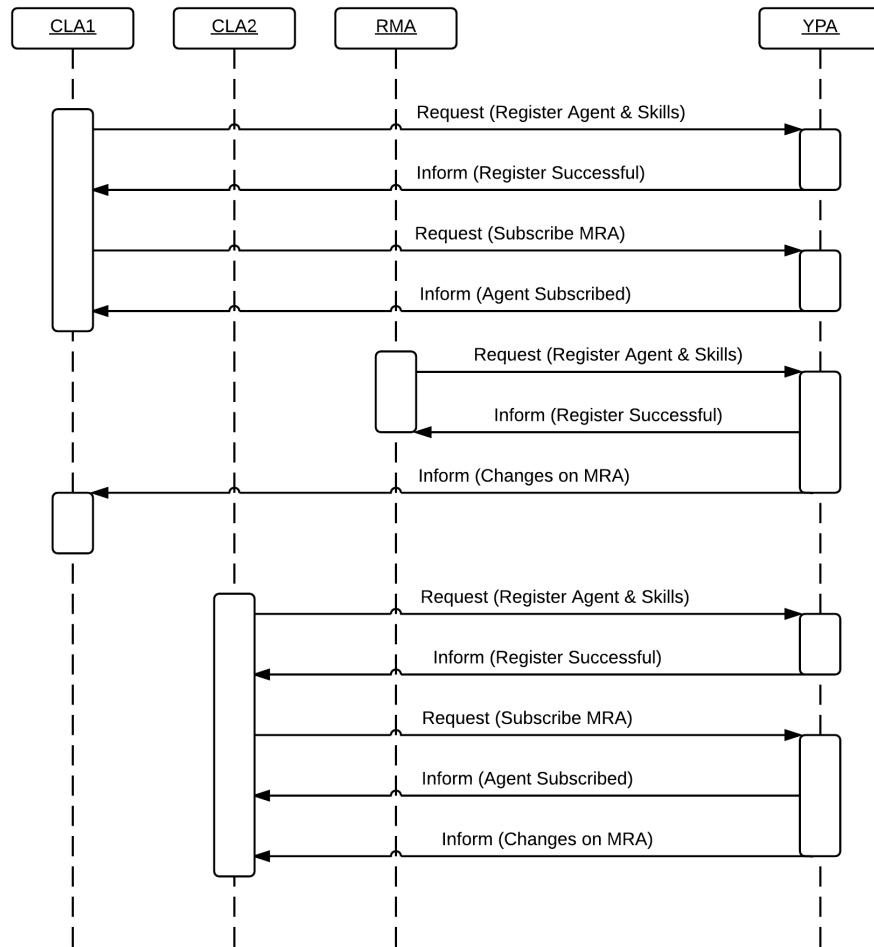 CLA1
CLA2
RMA
YPA
Request (Register Agent & Skills)
Inform (Register Successful)
Request (Subscribe MRA)
Inform (Agent Subscribed)
Request (Register Agent & Skills)
Inform (Register Successful)
Inform (Changes on MRA)
Request (Register Agent & Skills)
Inform (Register Successful)
Request (Subscribe MRA)
Inform (Agent Subscribed)
Inform (Changes on MRA)